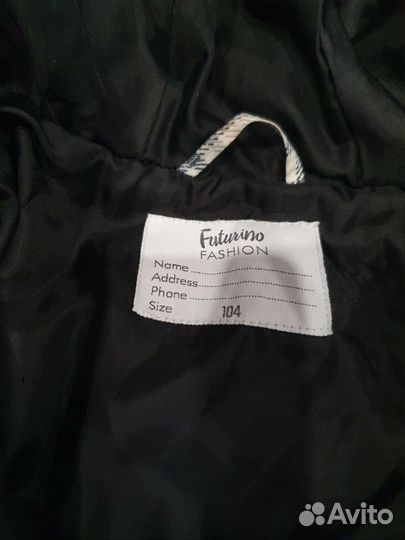 Futurino
FASHION
Name
Address
Phone
Size 104
Avito